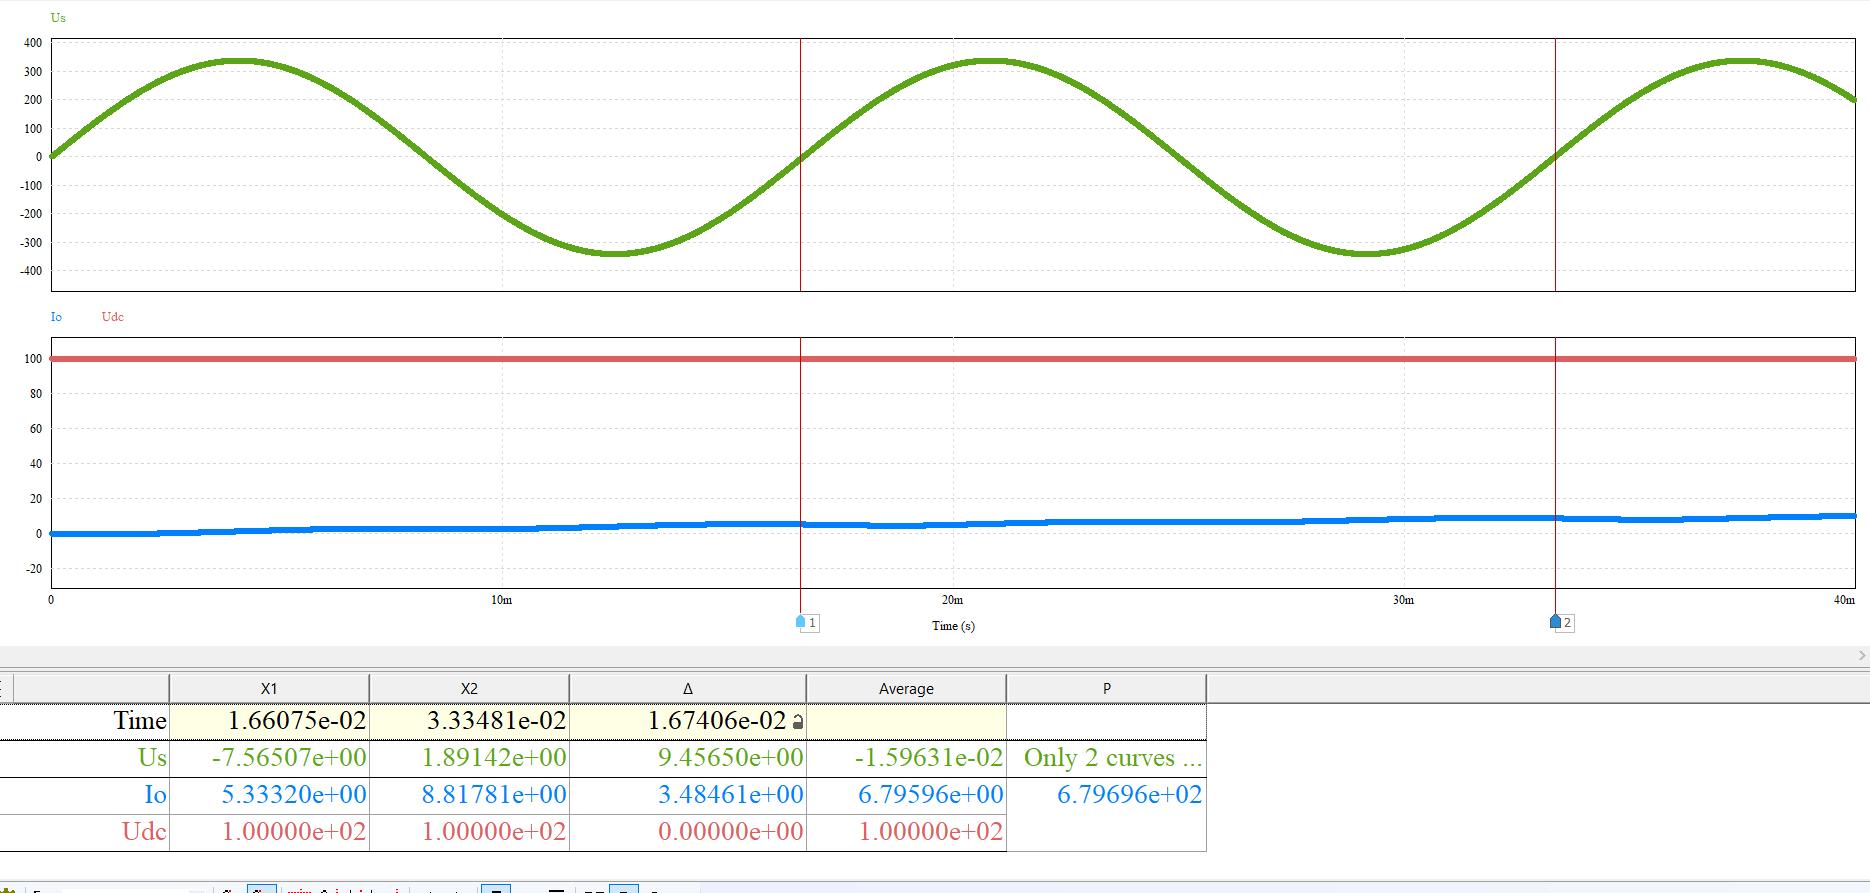 Us
400
300
200
100
0
-100
-200
-300
-400
Io Udc
100
80
60
40
20
0
-20
0 10m 20m 30m 40m
1 2
Time (s)
X1 X2 Δ Average P
Time 1.66075e-02 3.33481e-02 1.67406e-02
Us -7.56507e+00 1.89142e+00 9.45650e+00 -1.59631e-02 Only 2 curves ...
Io 5.33320e+00 8.81781e+00 3.48461e+00 6.79596e+00 6.79696e+02
Udc 1.00000e+02 1.00000e+02 0.00000e+00 1.00000e+02